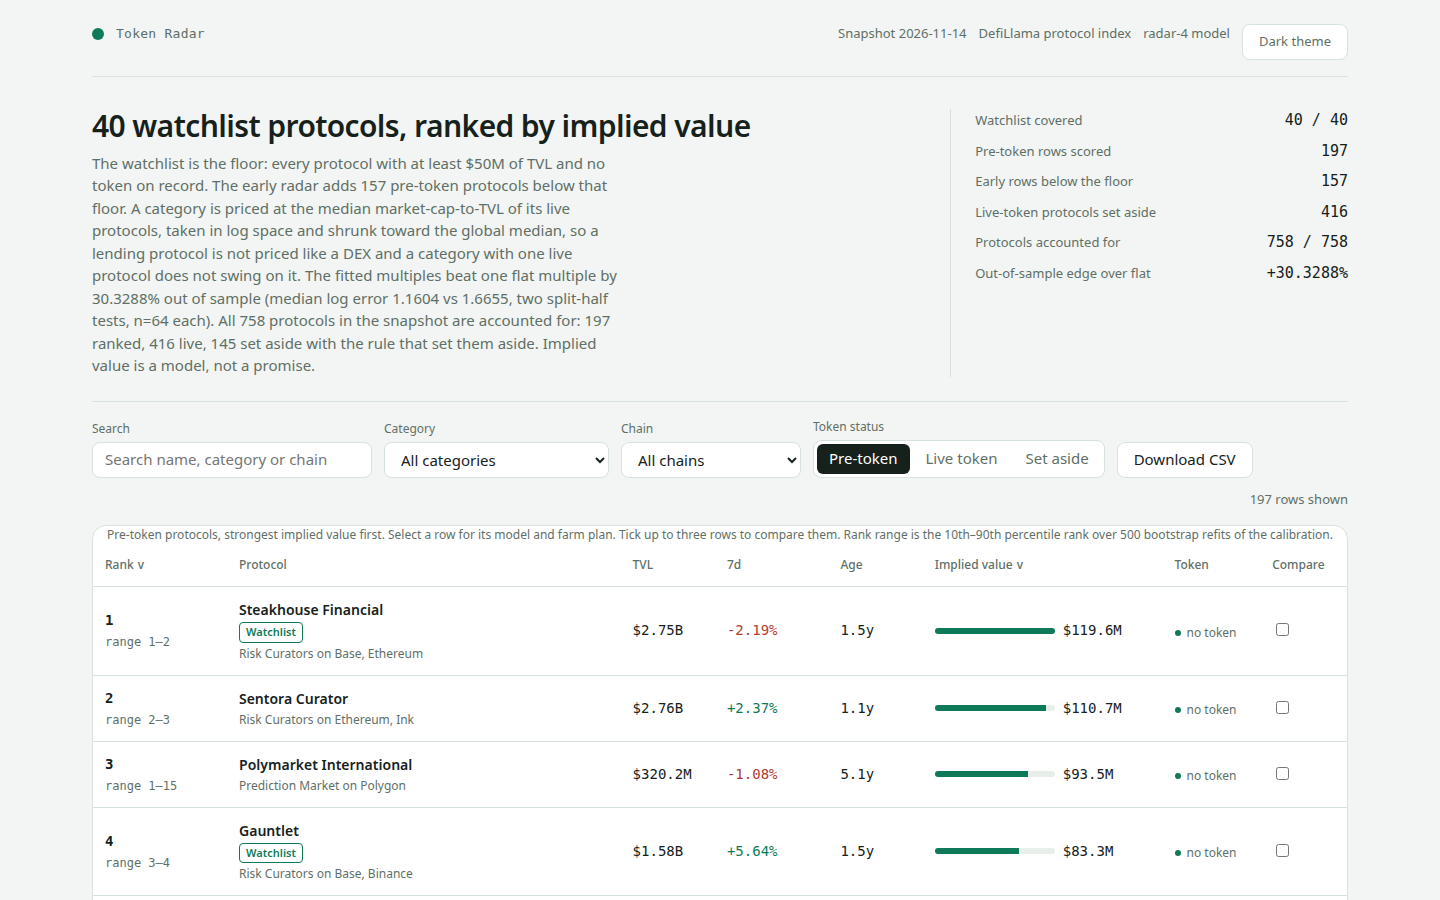 Token Radar
Snapshot 2026-11-14 DefiLlama protocol index radar-4 model Dark theme
40 watchlist protocols, ranked by implied value
The watchlist is the floor: every protocol with at least $50M of TVL and no
token on record. The early radar adds 157 pre-token protocols below that
floor. A category is priced at the median market-cap-to-TVL of its live
protocols, taken in log space and shrunk toward the global median, so a
lending protocol is not priced like a DEX and a category with one live
protocol does not swing on it. The fitted multiples beat one flat multiple by
30.3288% out of sample (median log error 1.1604 vs 1.6655, two split-half
tests, n=64 each). All 758 protocols in the snapshot are accounted for: 197
ranked, 416 live, 145 set aside with the rule that set them aside. Implied
value is a model, not a promise.
Watchlist covered 40 / 40
Pre-token rows scored 197
Early rows below the floor 157
Live-token protocols set aside 416
Protocols accounted for 758 / 758
Out-of-sample edge over flat +30.3288%
Search Category Chain Token status
Search name, category or chain All categories All chains Pre-token Live token Set aside Download CSV
197 rows shown
Pre-token protocols, strongest implied value first. Select a row for its model and farm plan. Tick up to three rows to compare them. Rank range is the 10th–90th percentile rank over 500 bootstrap refits of the calibration.
Rank v Protocol TVL 7d Age Implied value v Token Compare
1 Steakhouse Financial
Watchlist $2.75B -2.19% 1.5y $119.6M no token
range 1–2 Risk Curators on Base, Ethereum
2 Sentora Curator $2.76B +2.37% 1.1y $110.7M no token
range 2–3 Risk Curators on Ethereum, Ink
3 Polymarket International $320.2M -1.08% 5.1y $93.5M no token
range 1–15 Prediction Market on Polygon
4 Gauntlet
Watchlist $1.58B +5.64% 1.5y $83.3M no token
range 3–4 Risk Curators on Base, Binance